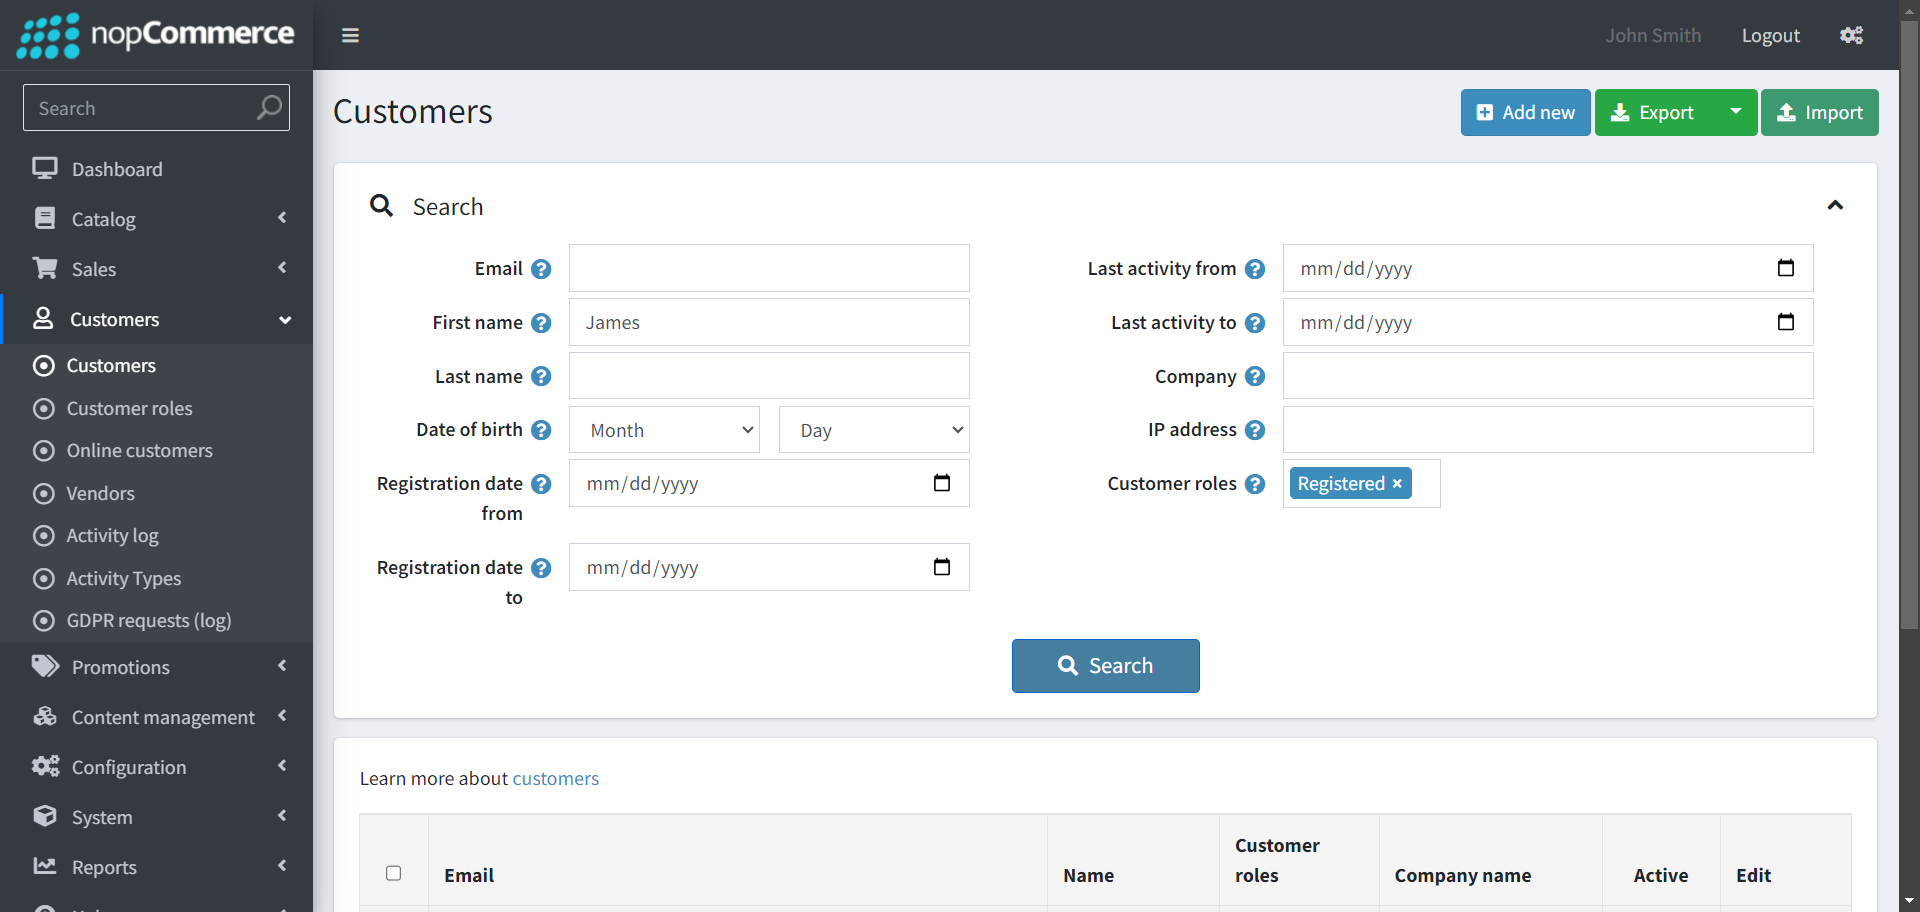 nopCommerce
John Smith
Logout
Search
Customers
Add new
Export
Import
Dashboard
Catalog
Sales
Customers
Customers
Customer roles
Online customers
Vendors
Activity log
Activity Types
GDPR requests (log)
Promotions
Content management
Configuration
System
Reports
Search
Email
First name
James
Last name
Date of birth
Month
Day
Registration date
from
mm/dd/yyyy
Registration date
to
mm/dd/yyyy
Last activity from
mm/dd/yyyy
Last activity to
mm/dd/yyyy
Company
IP address
Customer roles
Registered ×
Search
Learn more about customers
Email
Name
Customer
roles
Company name
Active
Edit